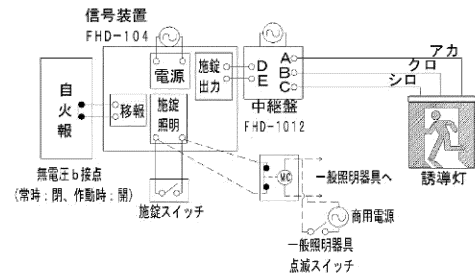 信号装置
FHD-104
電源
施錠
出力
D
E
A
B
C
アカ
クロ
シロ
自
火
報
移報
施錠
照明
中継盤
FHD-1012
誘導灯
無電圧b接点
(常時：閉、作動時：開)
施錠スイッチ
MC
一般照明器具へ
商用電源
一般照明器具
点滅スイッチ